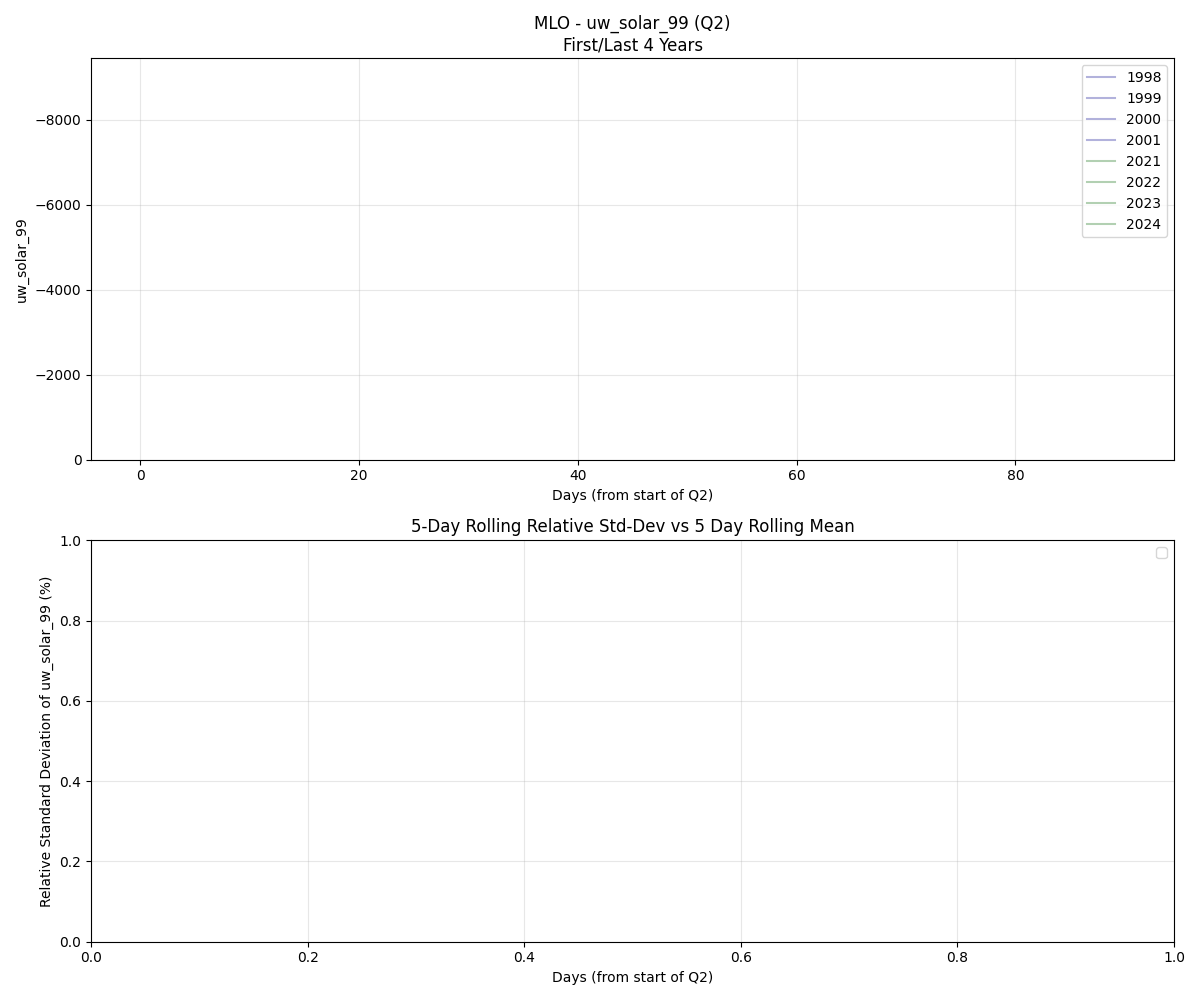 MLO - uw_solar_99 (Q2)
First/Last 4 Years
1998
1999
2000
2001
2021
2022
2023
2024
−8000
−6000
−4000
−2000
0
uw_solar_99
0 20 40 60 80
Days (from start of Q2)
5-Day Rolling Relative Std-Dev vs 5 Day Rolling Mean
1.0
0.8
0.6
0.4
0.2
0.0
Relative Standard Deviation of uw_solar_99 (%)
0.0 0.2 0.4 0.6 0.8 1.0
Days (from start of Q2)